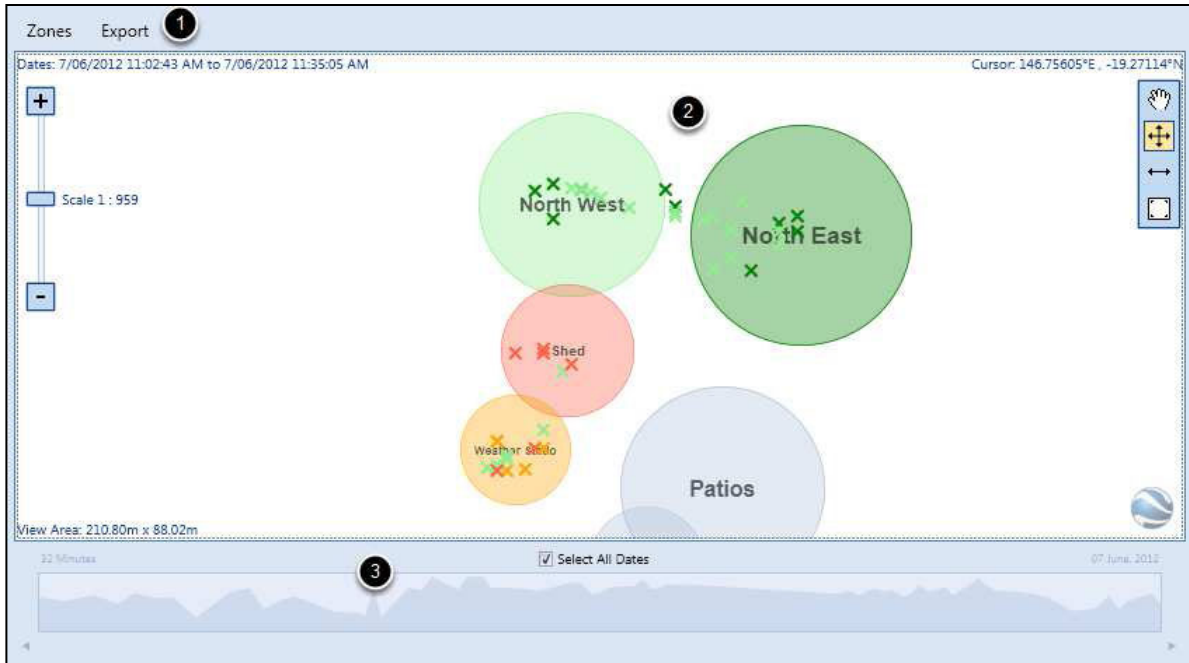 Zones Export 1
Dates: 7/06/2012 11:02:43 AM to 7/06/2012 11:35:05 AM
Cursor: 146.75605°E , -19.27114°N
2
+
Scale 1 : 959
-
North West
North East
Shed
Weather Studio
Patios
View Area: 210.80m x 88.02m
32 Minutes
Select All Dates
07 June, 2012
3